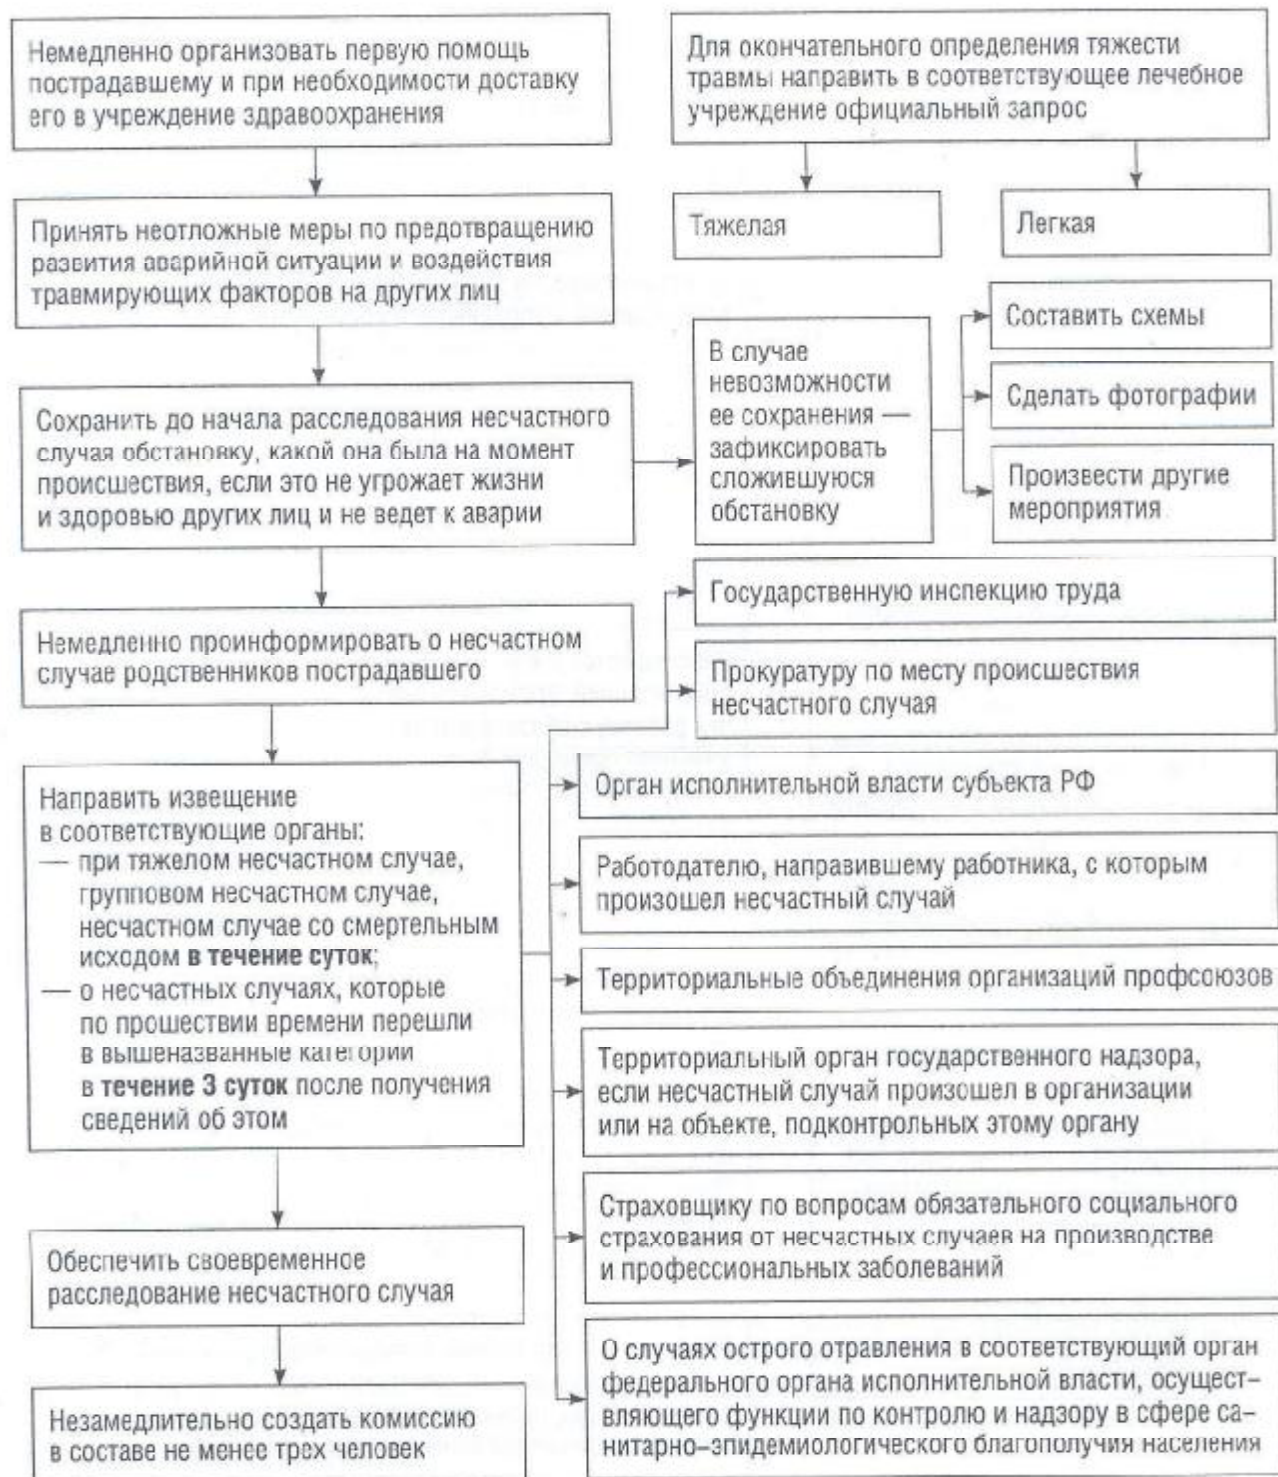 Немедленно организовать первую помощь
пострадавшему и при необходимости доставку
его в учреждение здравоохранения
Для окончательного определения тяжести
травмы направить в соответствующее лечебное
учреждение официальный запрос
Тяжелая
Легкая
Принять неотложные меры по предотвращению
развития аварийной ситуации и воздействия
травмирующих факторов на других лиц
Сохранить до начала расследования несчастного
случая обстановку, какой она была на момент
происшествия, если это не угрожает жизни
и здоровью других лиц и не ведет к аварии
В случае
невозможности
ее сохранения —
зафиксировать
сложившуюся
обстановку
Составить схемы
Сделать фотографии
Произвести другие
мероприятия
Немедленно проинформировать о несчастном
случае родственников пострадавшего
Направить извещение
в соответствующие органы:
— при тяжелом несчастном случае,
групповом несчастном случае,
несчастном случае со смертельным
исходом в течение суток;
— о несчастных случаях, которые
по прошествии времени перешли
в вышеназванные категории
в течение 3 суток после получения
сведений об этом
Государственную инспекцию труда
Прокуратуру по месту происшествия
несчастного случая
Орган исполнительной власти субъекта РФ
Работодателю, направившему работника, с которым
произошел несчастный случай
Территориальные объединения организаций профсоюзов
Территориальный орган государственного надзора,
если несчастный случай произошел в организации
или на объекте, подконтрольных этому органу
Страховщику по вопросам обязательного социального
страхования от несчастных случаев на производстве
и профессиональных заболеваний
О случаях острого отравления в соответствующий орган
федерального органа исполнительной власти, осущест–
вляющего функции по контролю и надзору в сфере са–
нитарно–эпидемиологического благополучия населения
Обеспечить своевременное
расследование несчастного случая
Незамедлительно создать комиссию
в составе не менее трех человек